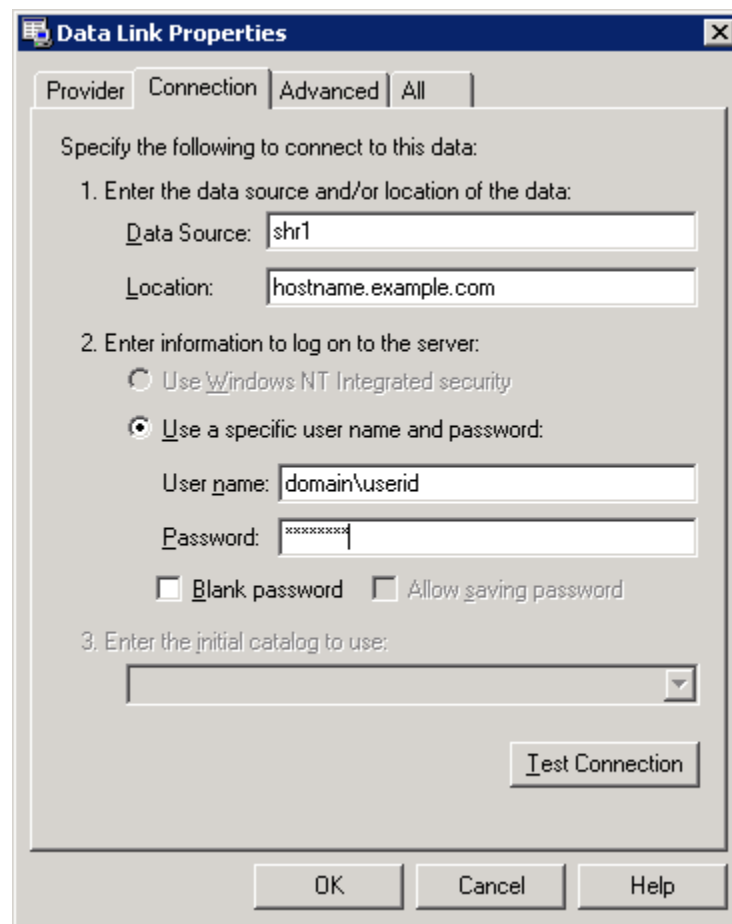 Data Link Properties
Provider Connection Advanced All
Specify the following to connect to this data:
1. Enter the data source and/or location of the data:
Data Source: shr1
Location: hostname.example.com
2. Enter information to log on to the server:
Use Windows NT Integrated security
Use a specific user name and password:
User name: domain\userid
Password: ********
Blank password Allow saving password
3. Enter the initial catalog to use:
Test Connection
OK Cancel Help